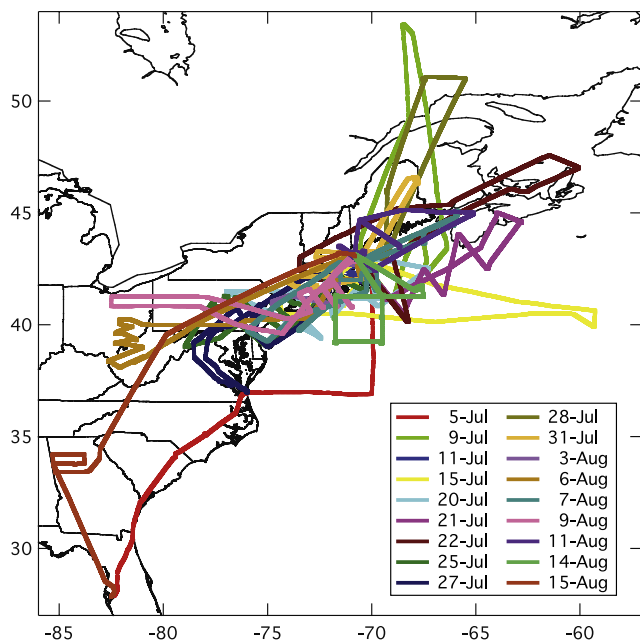 50
45
40
35
30
5-Jul 28-Jul
9-Jul 31-Jul
11-Jul 3-Aug
15-Jul 6-Aug
20-Jul 7-Aug
21-Jul 9-Aug
22-Jul 11-Aug
25-Jul 14-Aug
27-Jul 15-Aug
-85 -80 -75 -70 -65 -60